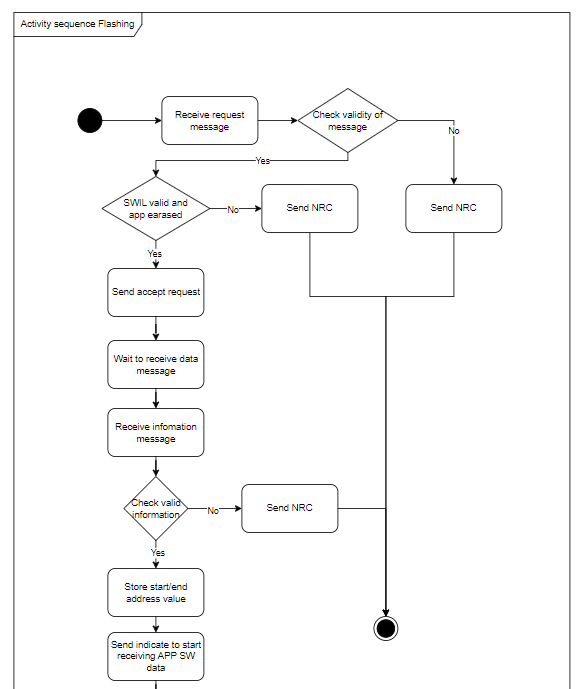 Activity sequence Flashing
Receive request
message
Check validity of
message
No
Yes
SWIL valid and
app earased
No
Send NRC
Send NRC
Yes
Send accept request
Wait to receive data
message
Receive infomation
message
Check valid
information
No
Send NRC
Yes
Store start/end
address value
Send indicate to start
receiving APP SW
data